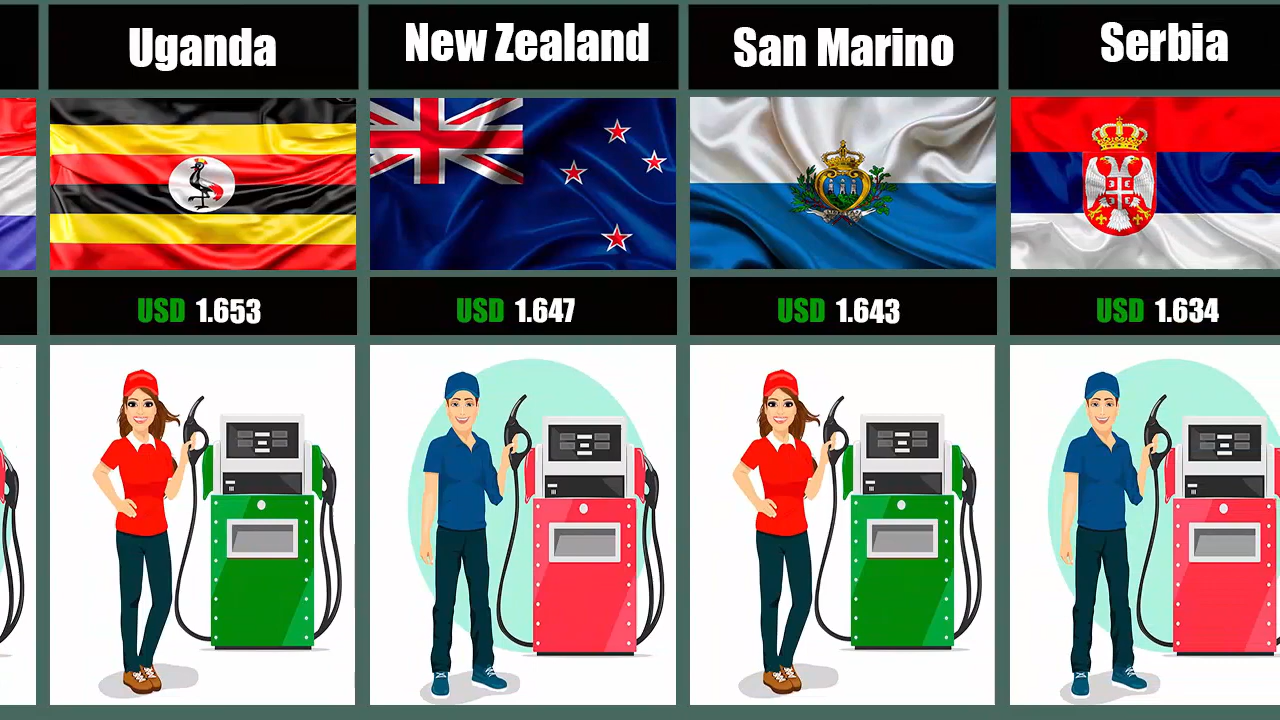 Uganda
New Zealand
San Marino
Serbia
USD 1.653
USD 1.647
USD 1.643
USD 1.634